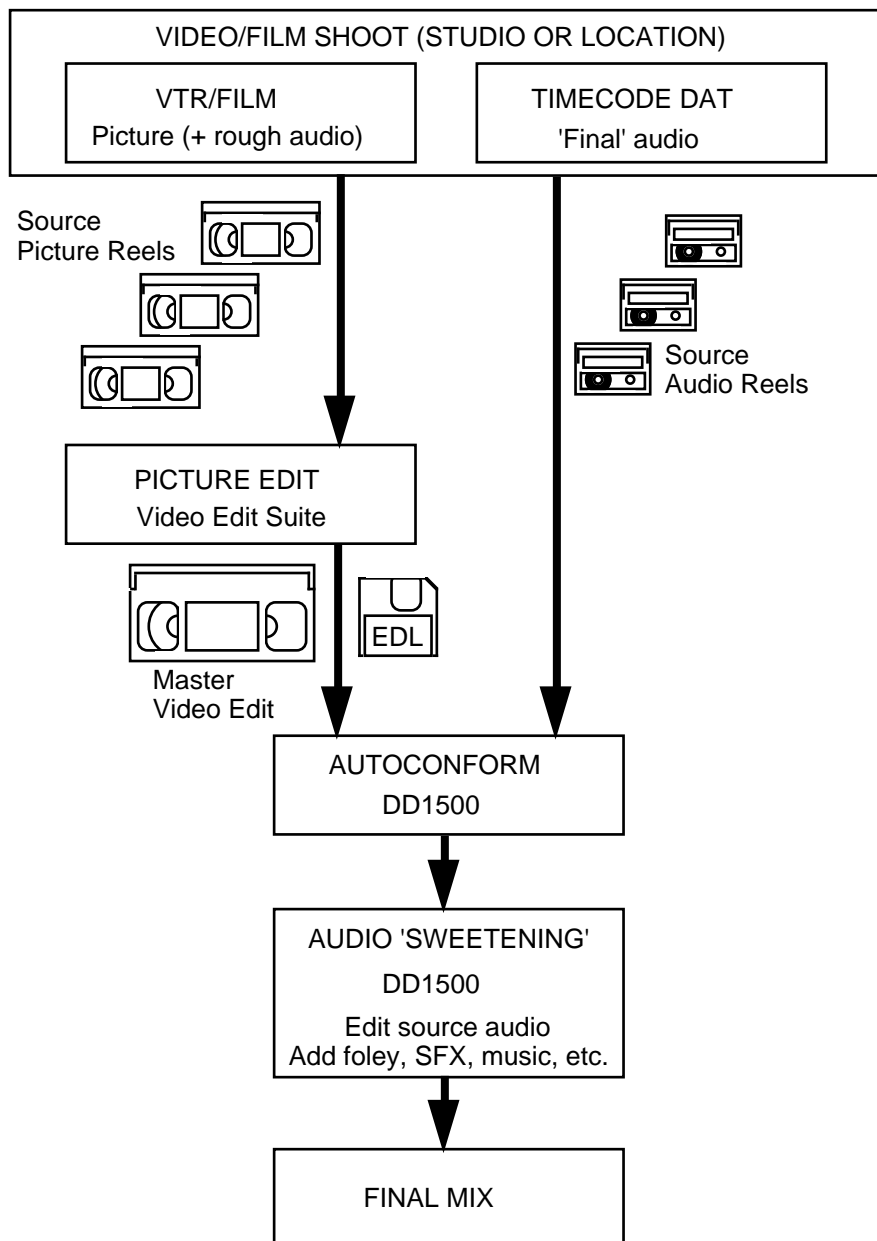 VIDEO/FILM SHOOT (STUDIO OR LOCATION)
VTR/FILM
Picture (+ rough audio)
TIMECODE DAT
'Final' audio
Source
Picture Reels
Source
Audio Reels
PICTURE EDIT
Video Edit Suite
EDL
Master
Video Edit
AUTOCONFORM
DD1500
AUDIO 'SWEETENING'
DD1500
Edit source audio
Add foley, SFX, music, etc.
FINAL MIX